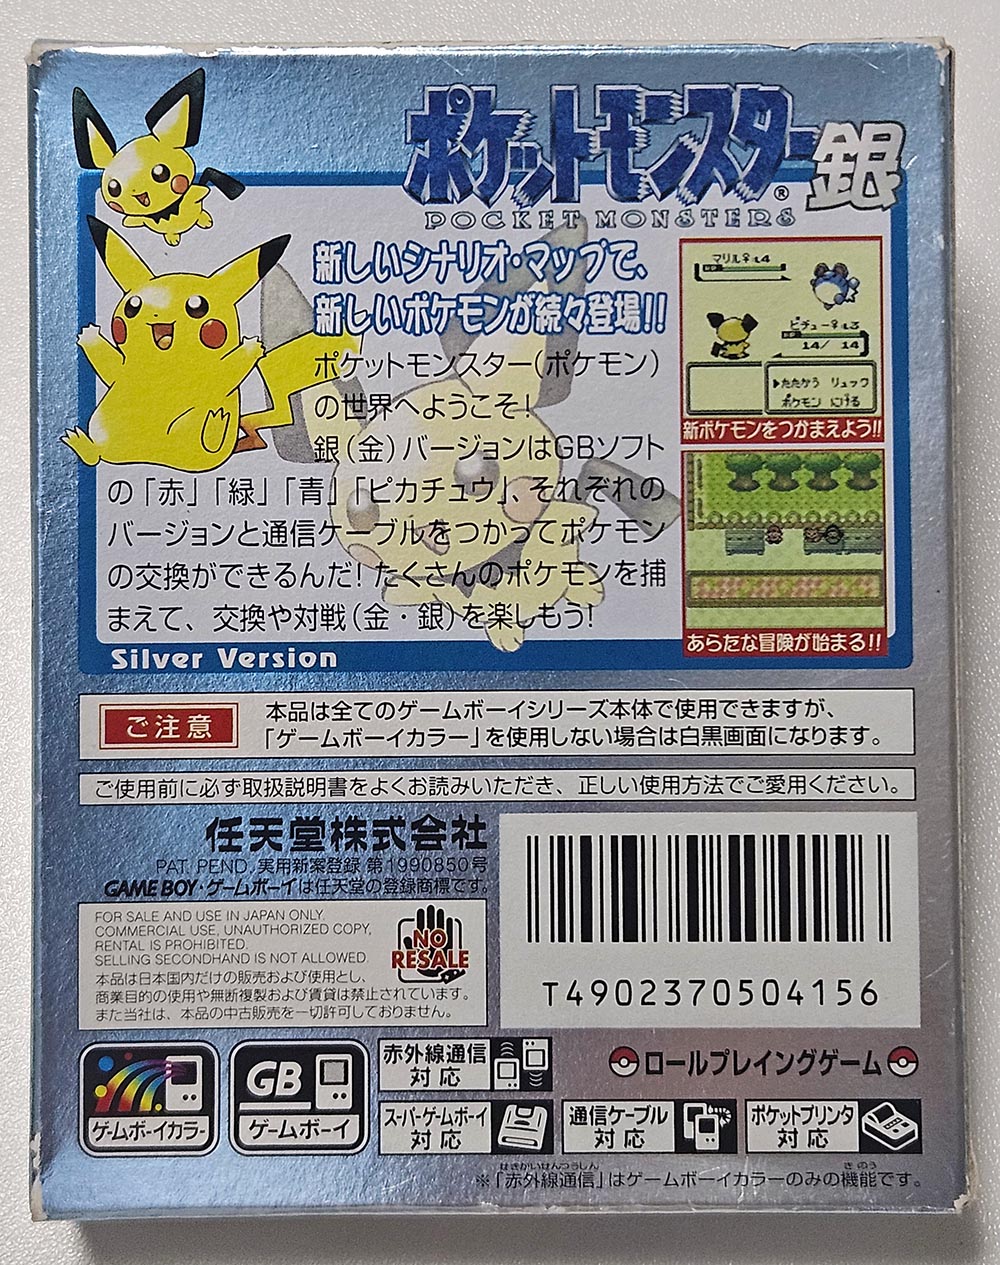 ポケットモンスター銀
®
POCKET MONSTERS
新しいシナリオ・マップで、
新しいポケモンが続々登場!!
ポケットモンスター(ポケモン)
の世界へようこそ!
銀(金)バージョンはGBソフト
の「赤」「緑」「青」「ピカチュウ」、それぞれの
バージョンと通信ケーブルをつかってポケモン
の交換ができるんだ!たくさんのポケモンを捕
まえて、交換や対戦(金・銀)を楽しもう!
Silver Version
マリル♀ :L4
HP:
ピチュー♀:L3
HP:
14/ 14
▶たたかう リュック
ポケモン にげる
新ポケモンをつかまえよう!!
あらたな冒険が始まる!!
ご注意
本品は全てのゲームボーイシリーズ本体で使用できますが、
「ゲームボーイカラー」を使用しない場合は白黒画面になります。
ご使用前に必ず取扱説明書をよくお読みいただき、正しい使用方法でご愛用ください。
任天堂株式会社
PAT. PEND. 実用新案登録 第1990850号
GAME BOY・ゲームボーイは任天堂の登録商標です。
FOR SALE AND USE IN JAPAN ONLY.
COMMERCIAL USE, UNAUTHORIZED COPY,
RENTAL IS PROHIBITED.
SELLING SECONDHAND IS NOT ALLOWED.
本品は日本国内だけの販売および使用とし、
商業目的の使用や無断複製および賃貸は禁止されています。
また当社は、本品の中古販売を一切許可しておりません。
NO
RESALE
T4902370504156
ゲームボーイカラー
GB
ゲームボーイ
赤外線通信
対応
ロールプレイングゲーム
スーパーゲームボーイ
対応
通信ケーブル
対応
ポケットプリンタ
対応
せきがいせんつうしん
きのう
※「赤外線通信」はゲームボーイカラーのみの機能です。